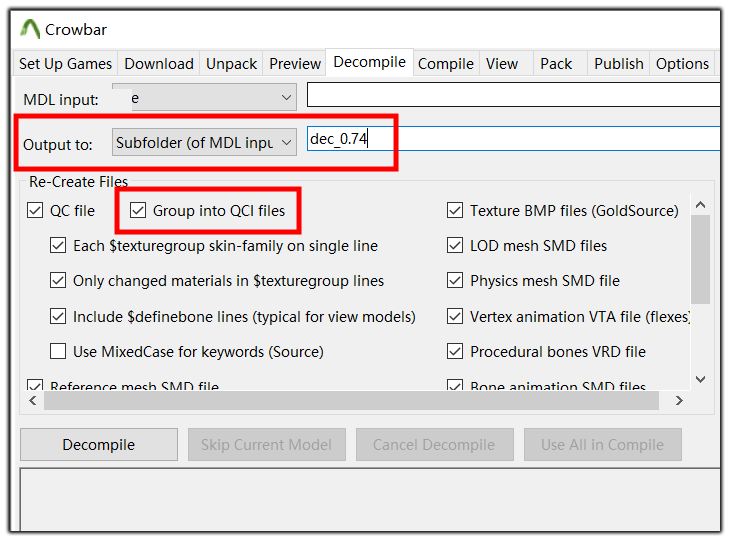 Crowbar
Set Up Games Download Unpack Preview Decompile Compile View Pack Publish Options
MDL input:
Output to: Subfolder (of MDL inpu dec_0.74
Re-Create Files
QC file Group into QCI files Texture BMP files (GoldSource)
Each $texturegroup skin-family on single line LOD mesh SMD files
Only changed materials in $texturegroup lines Physics mesh SMD file
Include $definebone lines (typical for view models) Vertex animation VTA file (flexes)
Use MixedCase for keywords (Source) Procedural bones VRD file
Reference mesh SMD file Bone animation SMD files
Decompile Skip Current Model Cancel Decompile Use All in Compile